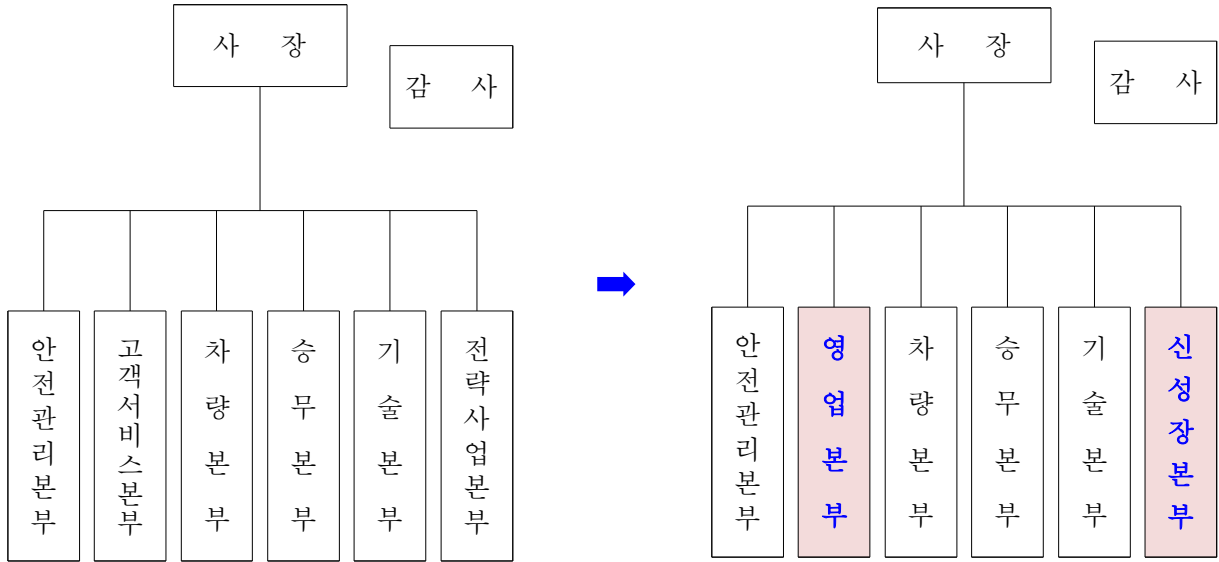 사 장
감 사
안전관리본부
고객서비스본부
차량본부
승무본부
기술본부
전략사업본부
사 장
감 사
안전관리본부
영업본부
차량본부
승무본부
기술본부
신성장본부